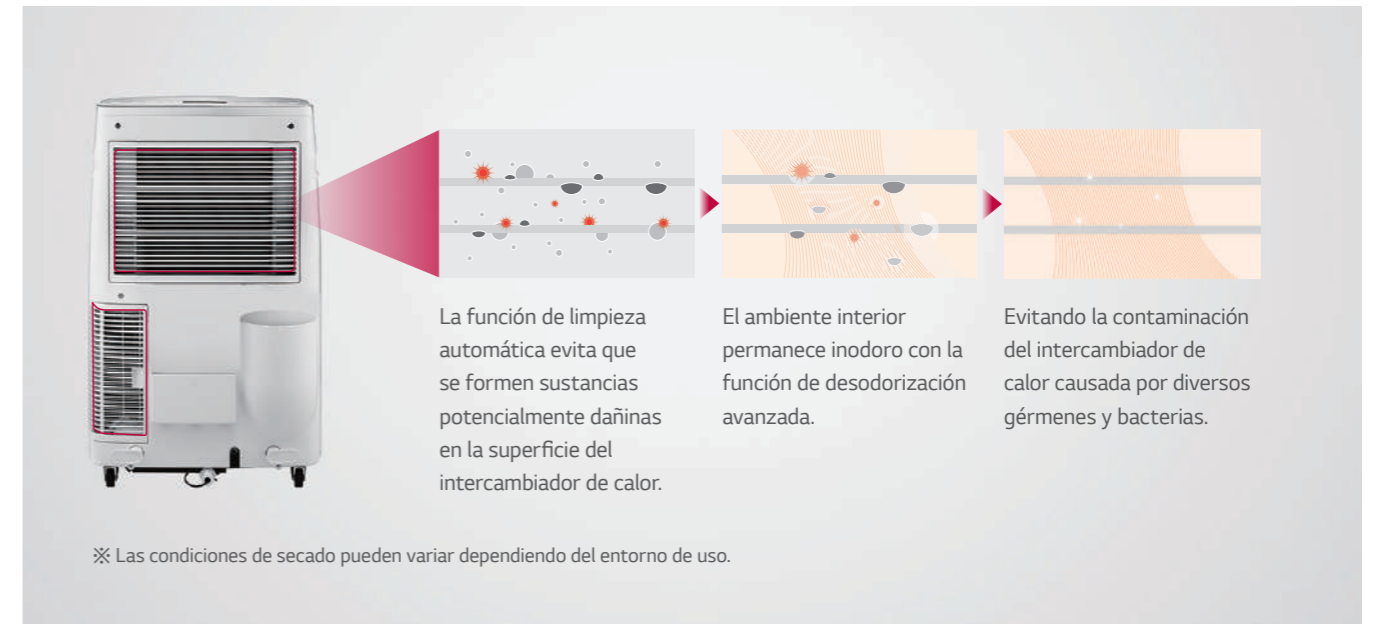 La función de limpieza
automática evita que
se formen sustancias
potencialmente dañinas
en la superficie del
intercambiador de calor.
El ambiente interior
permanece inodoro con la
función de desodorización
avanzada.
Evitando la contaminación
del intercambiador de
calor causada por diversos
gérmenes y bacterias.
※ Las condiciones de secado pueden variar dependiendo del entorno de uso.